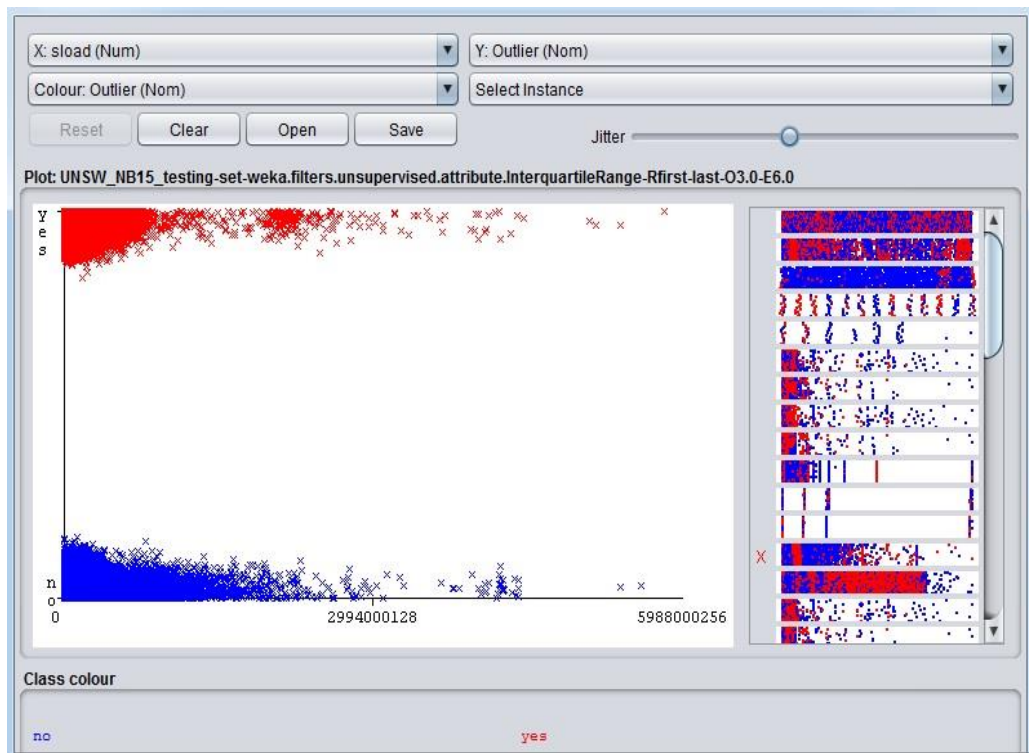 X: sload (Num) Y: Outlier (Nom)
Colour: Outlier (Nom) Select Instance
Reset Clear Open Save Jitter
Plot: UNSW_NB15_testing-set-weka.filters.unsupervised.attribute.InterquartileRange-Rfirst-last-O3.0-E6.0
Y
e
s
n
o
0 2994000128 5988000256
X
Class colour
no yes